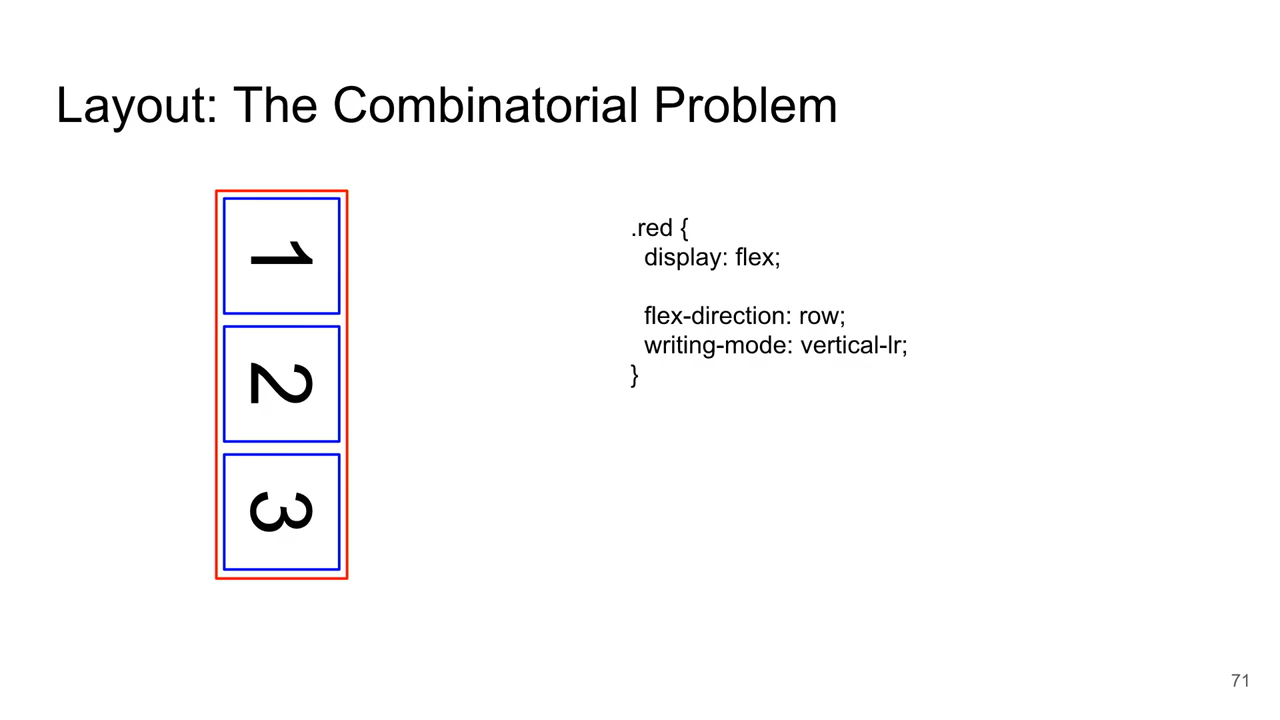 Layout: The Combinatorial Problem
1
2
3
.red {
display: flex;
flex-direction: row;
writing-mode: vertical-lr;
}
71